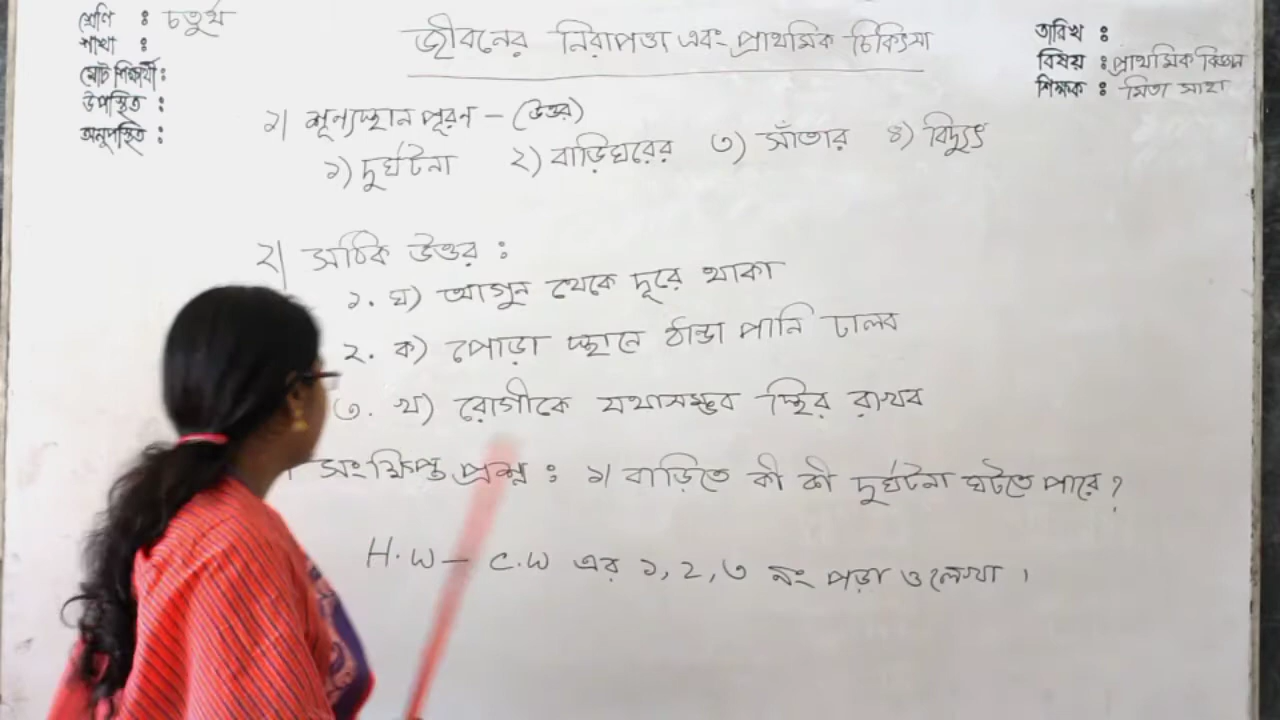 শ্রেণি : চতুর্থ
শাখা :
মোট শিক্ষার্থী :
উপস্থিত :
অনুপস্থিত :
জীবনের নিরাপত্তা এবং প্রাথমিক চিকিৎসা
তারিখ :
বিষয় : প্রাথমিক বিজ্ঞান
শিক্ষক : মিতা সাহা
১। শূন্যস্থান পূরণ – (উত্তর)
১) দুর্ঘটনা ২) বাড়িঘরের ৩) সাঁতার ৪) বিদ্যুৎ
২। সঠিক উত্তর :
১. ঘ) আগুন থেকে দূরে থাকা
২. ক) পোড়া স্থানে ঠান্ডা পানি ঢালব
৩. খ) রোগীকে যথাসম্ভব স্থির রাখব
সংক্ষিপ্ত প্রশ্ন : ১। বাড়িতে কী কী দুর্ঘটনা ঘটতে পারে?
H.W – C.W এর ১, ২, ৩ নং পড়া ও লেখা ।